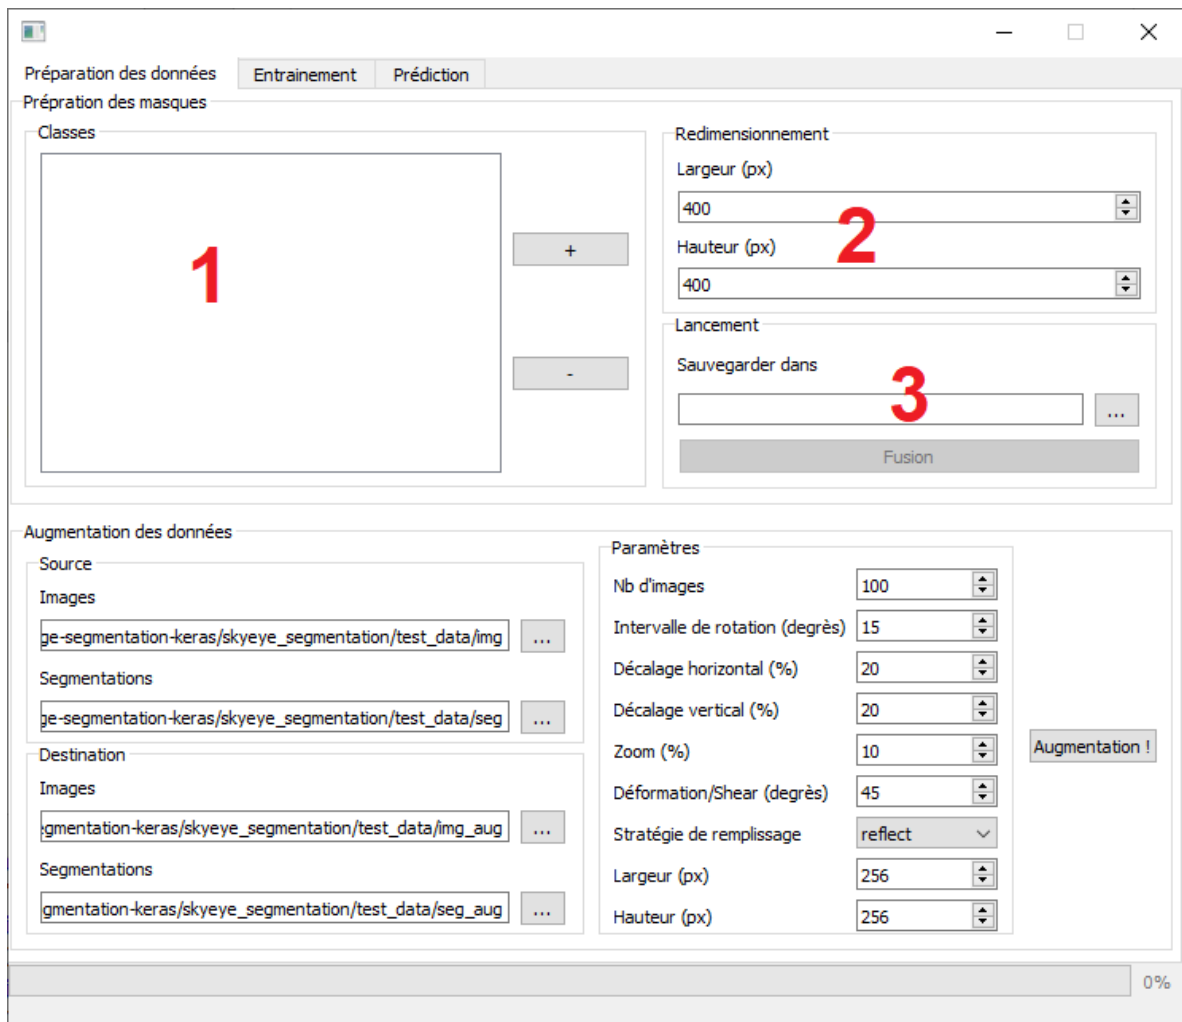 Préparation des données
Entrainement
Prédiction
Prépration des masques
Classes
1
+
-
Redimensionnement
Largeur (px)
400
2
Hauteur (px)
400
Lancement
Sauvegarder dans
3
...
Fusion
Augmentation des données
Source
Images
ge-segmentation-keras/skyeye_segmentation/test_data/img
...
Segmentations
ge-segmentation-keras/skyeye_segmentation/test_data/seg
...
Destination
Images
gmentation-keras/skyeye_segmentation/test_data/img_aug
...
Segmentations
gmentation-keras/skyeye_segmentation/test_data/seg_aug
...
Paramètres
Nb d'images 100
Intervalle de rotation (degrès) 15
Décalage horizontal (%) 20
Décalage vertical (%) 20
Zoom (%) 10
Déformation/Shear (degrès) 45
Stratégie de remplissage reflect
Largeur (px) 256
Hauteur (px) 256
Augmentation !
0%